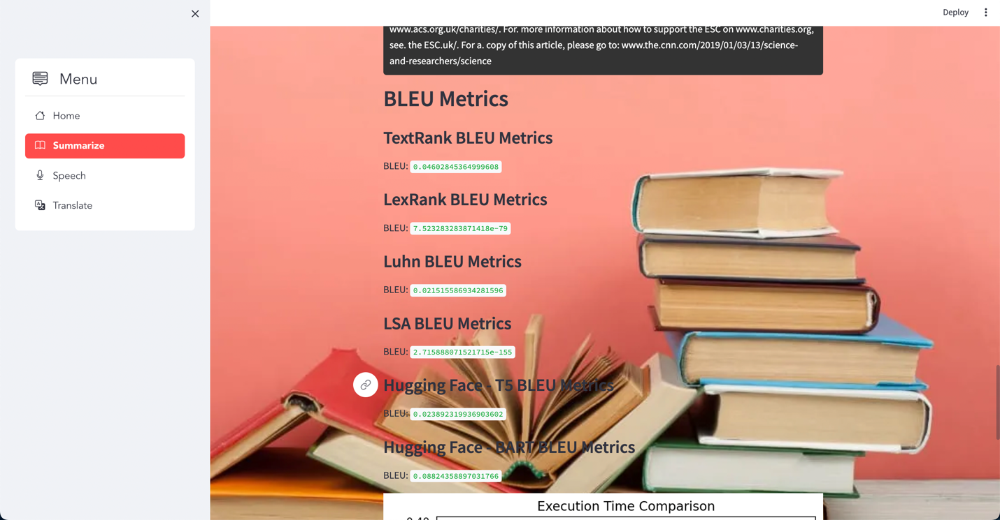 Deploy
Menu
Home
Summarize
Speech
Translate
www.acs.org.uk/charities/. For. more information about how to support the ESC on www.charities.org,
see. the ESC.uk/. For a. copy of this article, please go to: www.the.cnn.com/2019/01/03/13/science-
and-researchers/science
BLEU Metrics
TextRank BLEU Metrics
BLEU: 0.04602845364999608
LexRank BLEU Metrics
BLEU: 7.523283283871418e-79
Luhn BLEU Metrics
BLEU: 0.021515586934281596
LSA BLEU Metrics
BLEU: 2.715888071521715e-155
Hugging Face - T5 BLEU Metrics
BLEU: 0.023892319936903602
Hugging Face - BART BLEU Metrics
BLEU: 0.08824358897031766
Execution Time Comparison